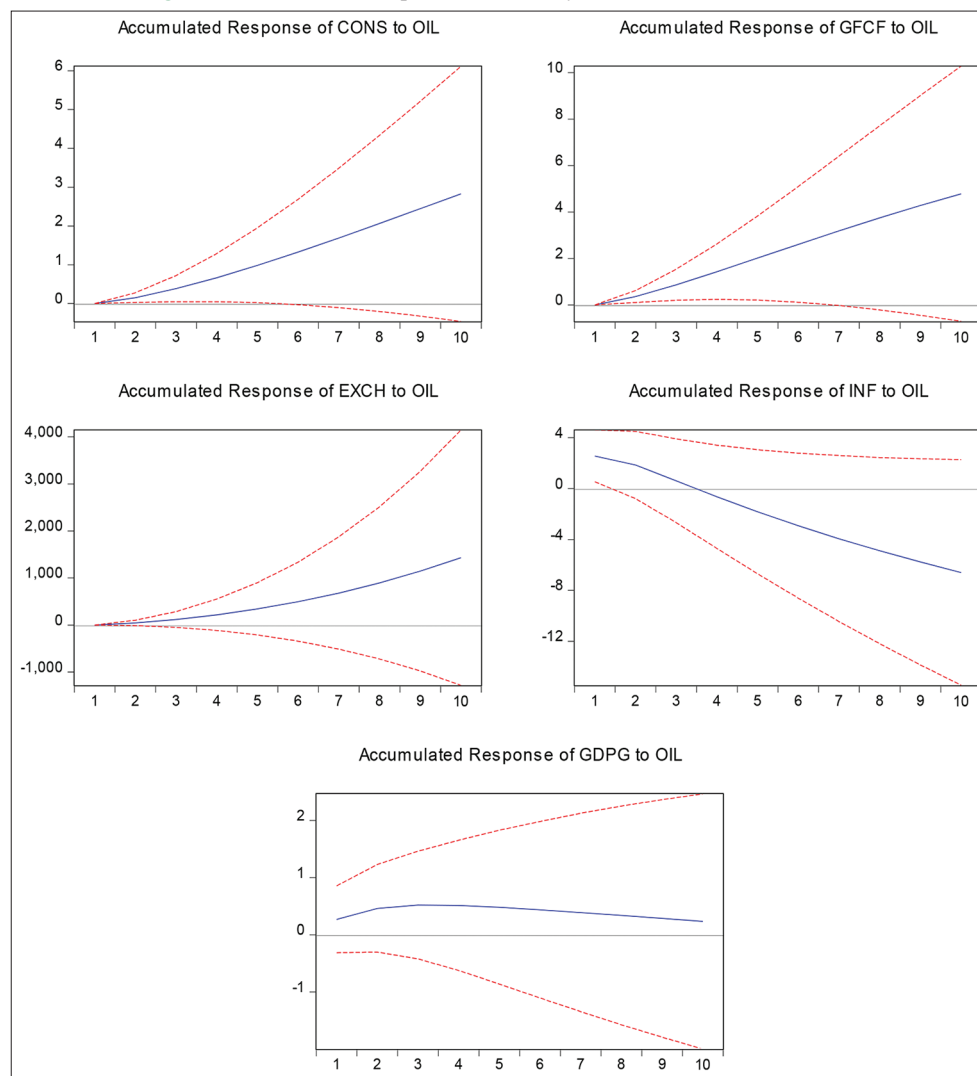 Accumulated Response of CONS to OIL
6
5
4
3
2
1
0
1 2 3 4 5 6 7 8 9 10
Accumulated Response of GFCF to OIL
10
8
6
4
2
0
1 2 3 4 5 6 7 8 9 10
Accumulated Response of EXCH to OIL
4,000
3,000
2,000
1,000
0
-1,000
1 2 3 4 5 6 7 8 9 10
Accumulated Response of INF to OIL
4
0
-4
-8
-12
1 2 3 4 5 6 7 8 9 10
Accumulated Response of GDPG to OIL
2
1
0
-1
1 2 3 4 5 6 7 8 9 10